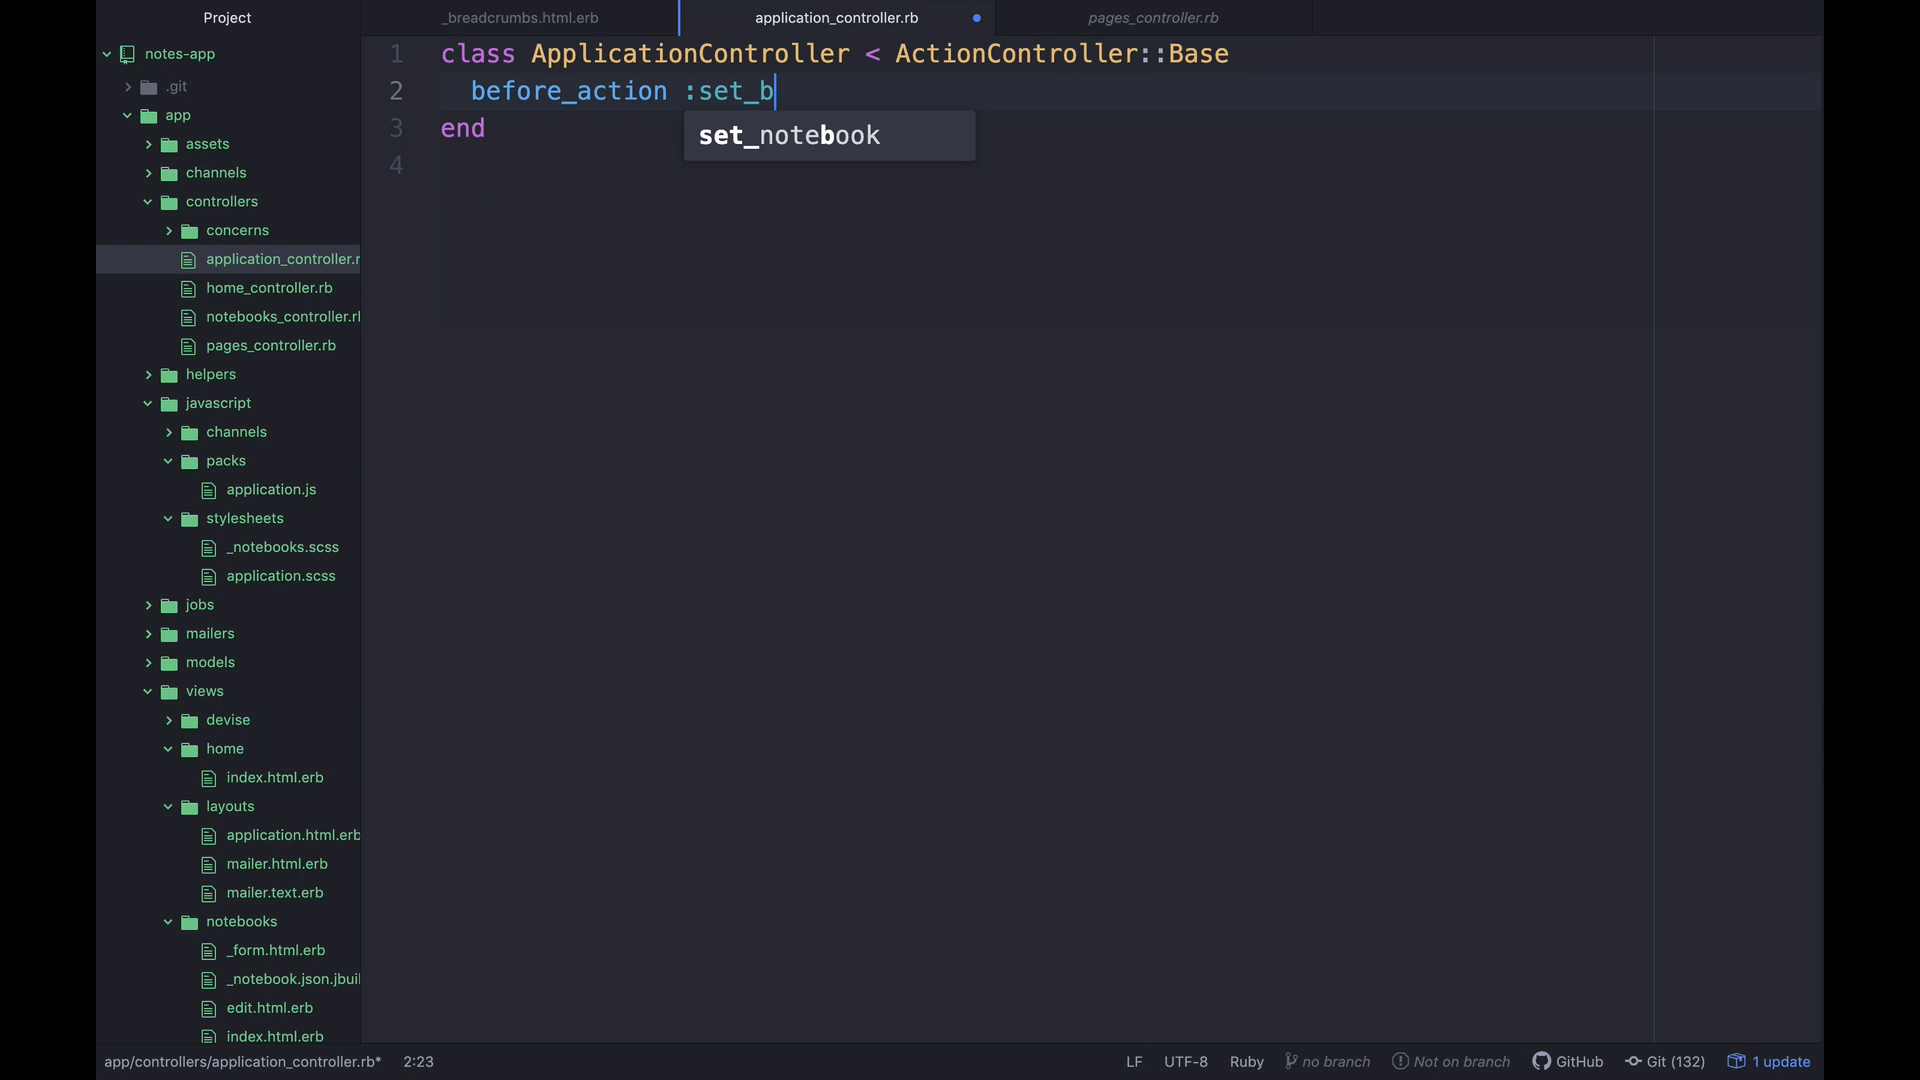 Project
notes-app
.git
app
assets
channels
controllers
concerns
application_controller.r
home_controller.rb
notebooks_controller.rl
pages_controller.rb
helpers
javascript
channels
packs
application.js
stylesheets
_notebooks.scss
application.scss
jobs
mailers
models
views
devise
home
index.html.erb
layouts
application.html.erb
mailer.html.erb
mailer.text.erb
notebooks
_form.html.erb
_notebook.json.jbuil
edit.html.erb
index.html.erb
_breadcrumbs.html.erb application_controller.rb pages_controller.rb
1 class ApplicationController < ActionController::Base
2 before_action :set_b
set_notebook
3 end
4
app/controllers/application_controller.rb* 2:23 LF UTF-8 Ruby no branch Not on branch GitHub Git (132) 1 update